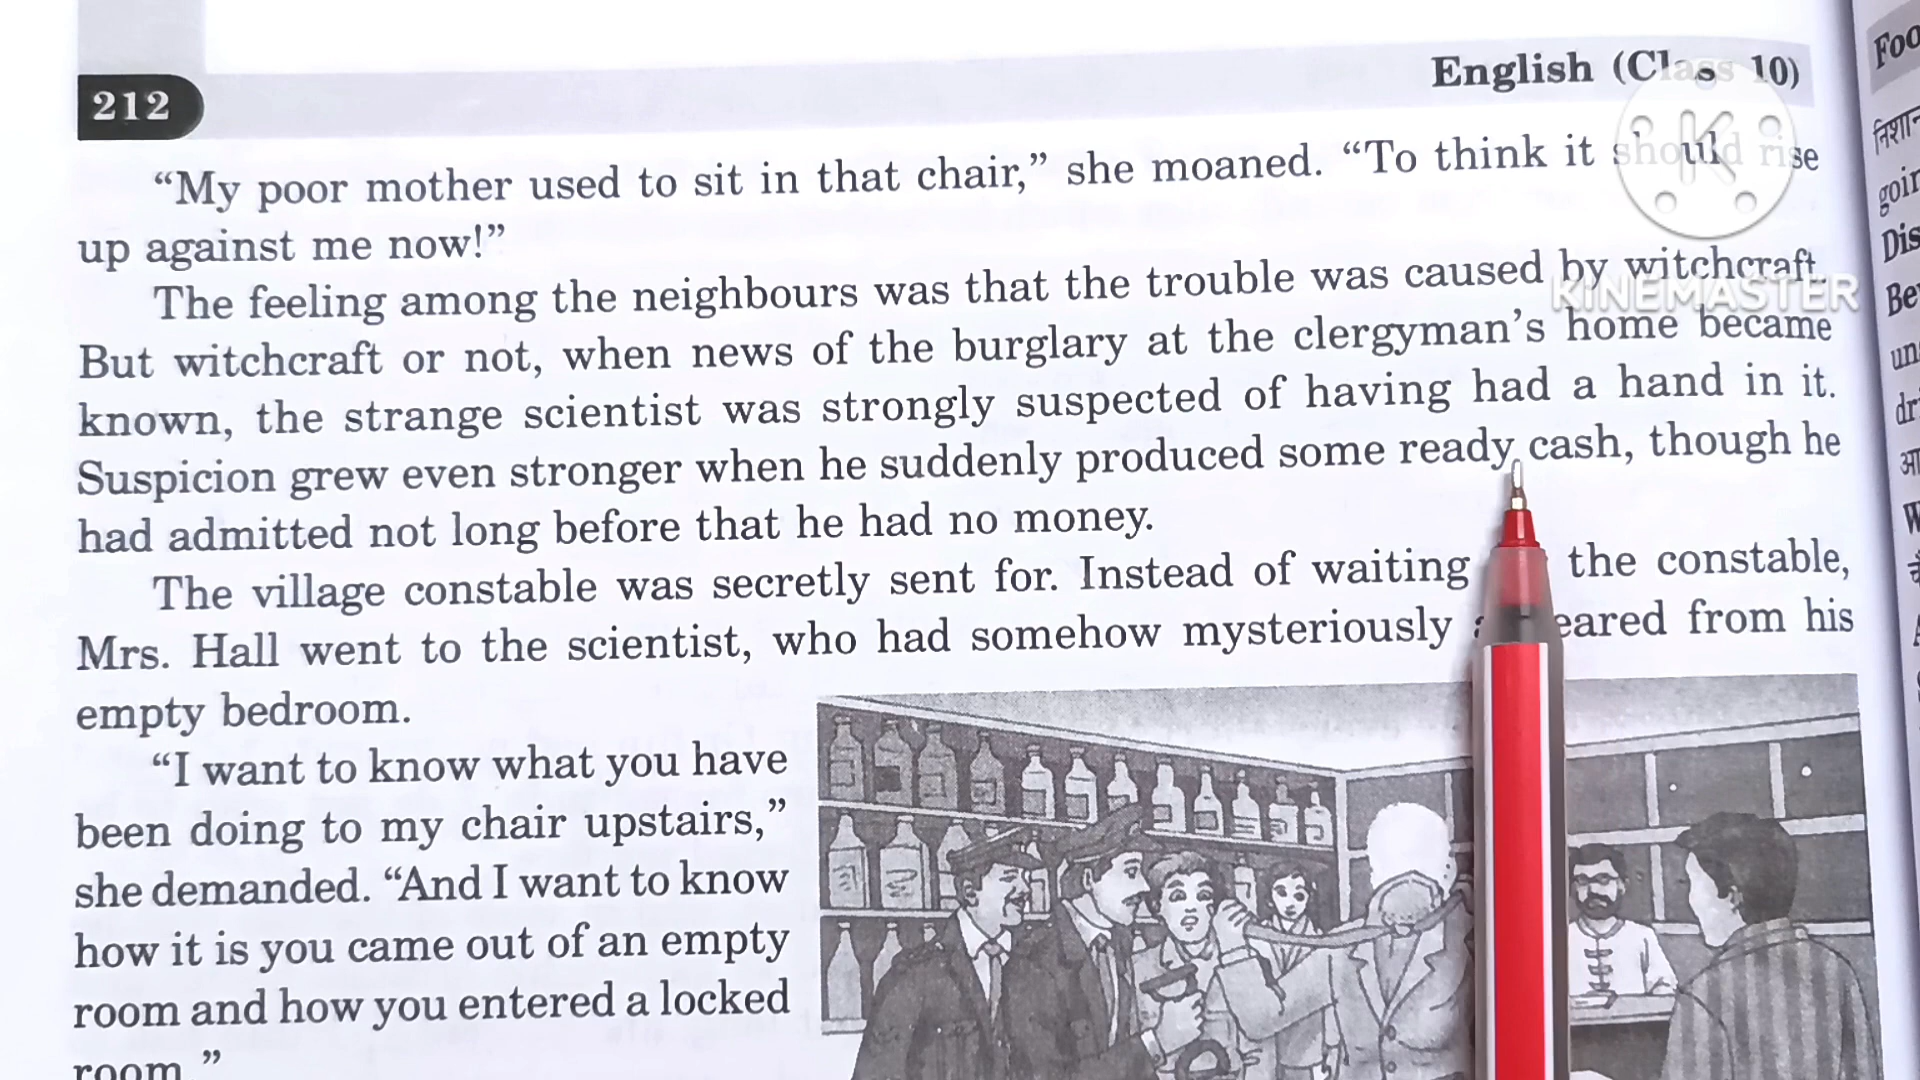 212
English (Class 10)
"My poor mother used to sit in that chair," she moaned. "To think it should rise
up against me now!"
The feeling among the neighbours was that the trouble was caused by witchcraft.
But witchcraft or not, when news of the burglary at the clergyman's home became
known, the strange scientist was strongly suspected of having had a hand in it.
Suspicion grew even stronger when he suddenly produced some ready cash, though he
had admitted not long before that he had no money.
The village constable was secretly sent for. Instead of waiting the constable,
Mrs. Hall went to the scientist, who had somehow mysteriously from his
empty bedroom.
"I want to know what you have
been doing to my chair upstairs,"
she demanded. "And I want to know
how it is you came out of an empty
room and how you entered a locked
room."
KINEMASTER
Foo
निशान
goin
Dis
Be